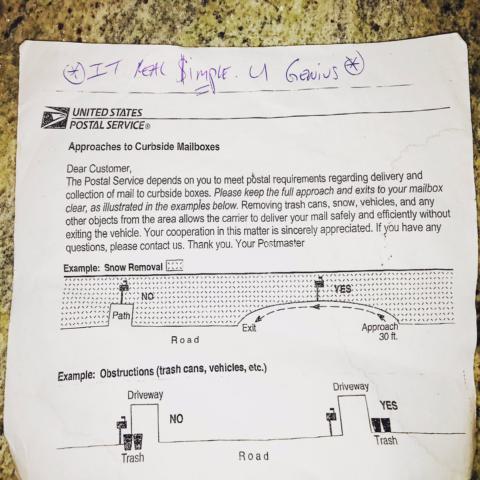 * IT REAL $imple. U GENIUS *
UNITED STATES
POSTAL SERVICE®
Approaches to Curbside Mailboxes
Dear Customer,
The Postal Service depends on you to meet postal requirements regarding delivery and
collection of mail to curbside boxes. Please keep the full approach and exits to your mailbox
clear, as illustrated in the examples below. Removing trash cans, snow, vehicles, and any
other objects from the area allows the carrier to deliver your mail safely and efficiently without
exiting the vehicle. Your cooperation in this matter is sincerely appreciated. If you have any
questions, please contact us. Thank you. Your Postmaster
Example: Snow Removal
NO
YES
Path
Exit
Approach
30 ft.
Road
Example: Obstructions (trash cans, vehicles, etc.)
Driveway
Driveway
NO
YES
Trash
Trash
Road